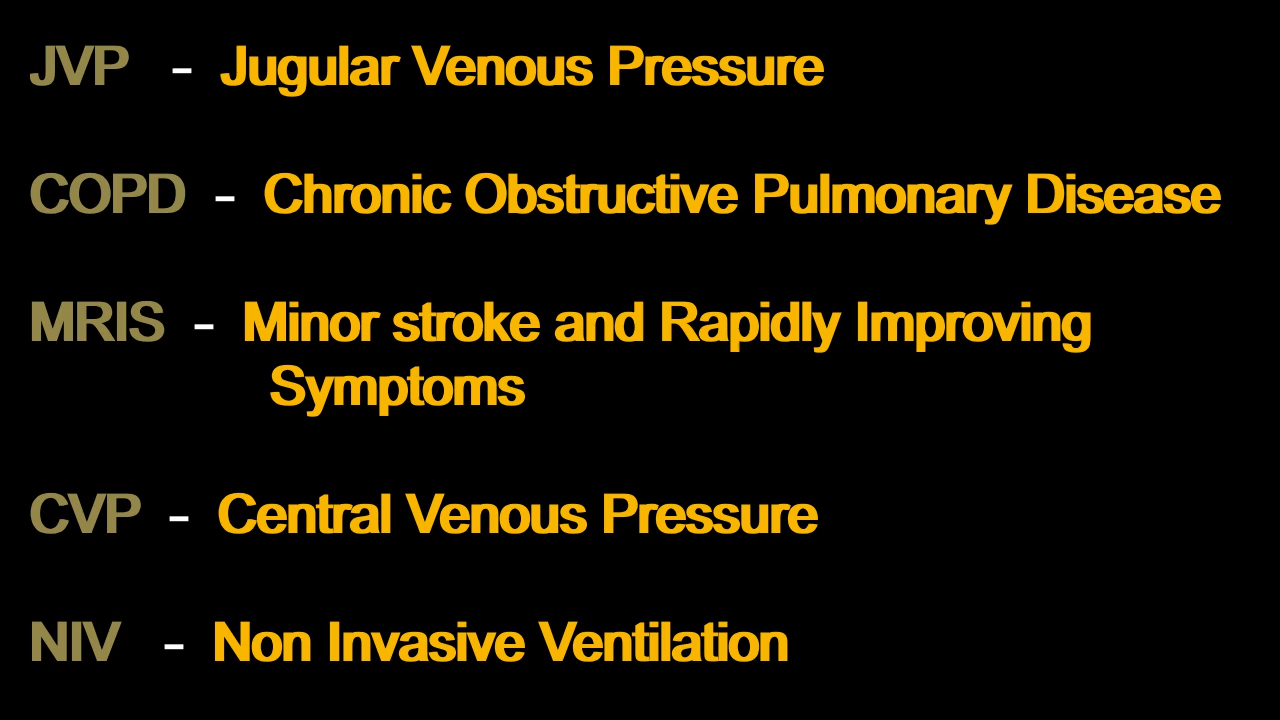 JVP - Jugular Venous Pressure
COPD - Chronic Obstructive Pulmonary Disease
MRIS - Minor stroke and Rapidly Improving
Symptoms
CVP - Central Venous Pressure
NIV - Non Invasive Ventilation